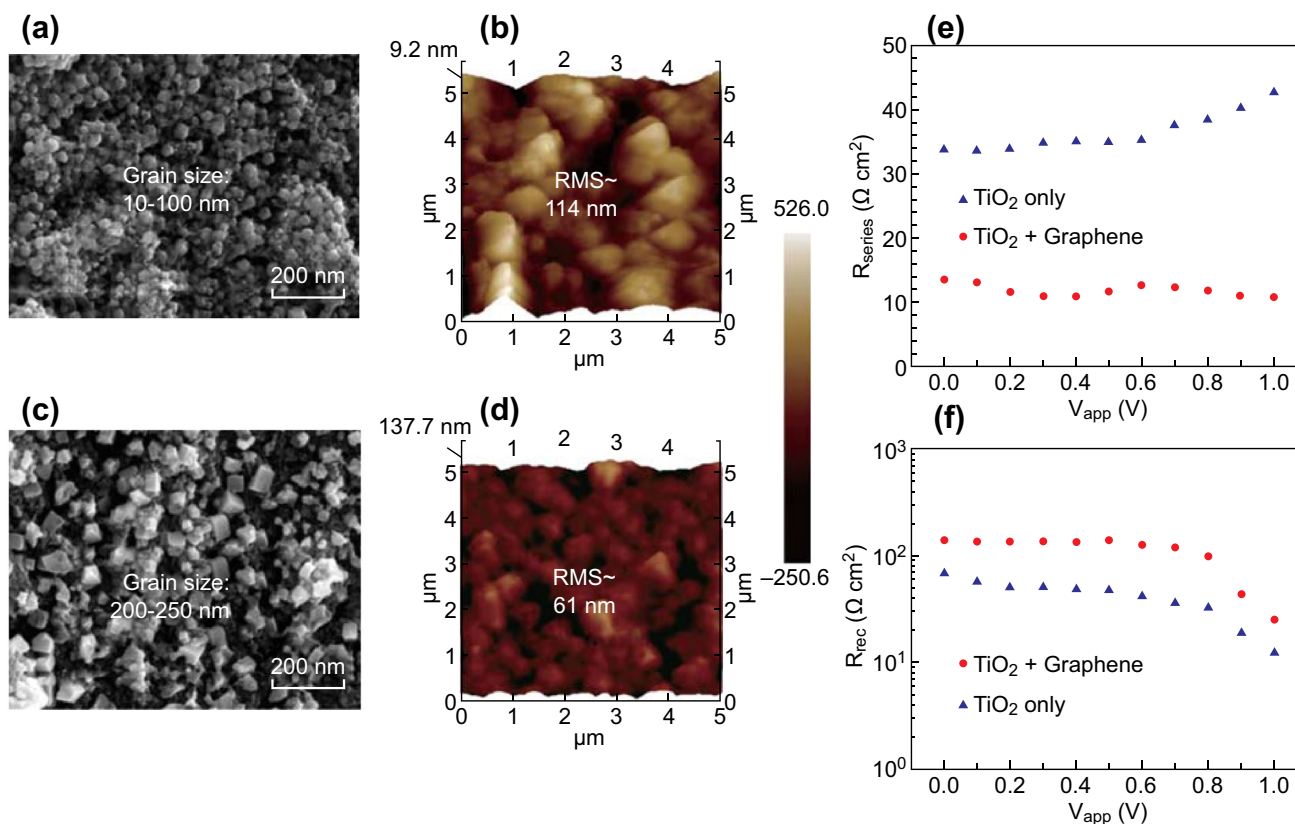 (a)
Grain size:
10-100 nm
200 nm
(b)
9.2 nm
1 2 3 4
5
4
3
2
1
0
µm
RMS~
114 nm
5
4
3
2
1
0
µm
0 1 2 3 4 5
µm
526.0
–250.6
(c)
Grain size:
200-250 nm
200 nm
(d)
137.7 nm
1 2 3 4
5
4
3
2
1
0
µm
RMS~
61 nm
5
4
3
2
1
0
µm
0 1 2 3 4 5
µm
(e)
50
40
30
20
10
0
R_series (Ω cm²)
TiO₂ only
TiO₂ + Graphene
0.0 0.2 0.4 0.6 0.8 1.0
V_app (V)
(f)
10³
10²
10¹
10⁰
R_rec (Ω cm²)
TiO₂ + Graphene
TiO₂ only
0.0 0.2 0.4 0.6 0.8 1.0
V_app (V)